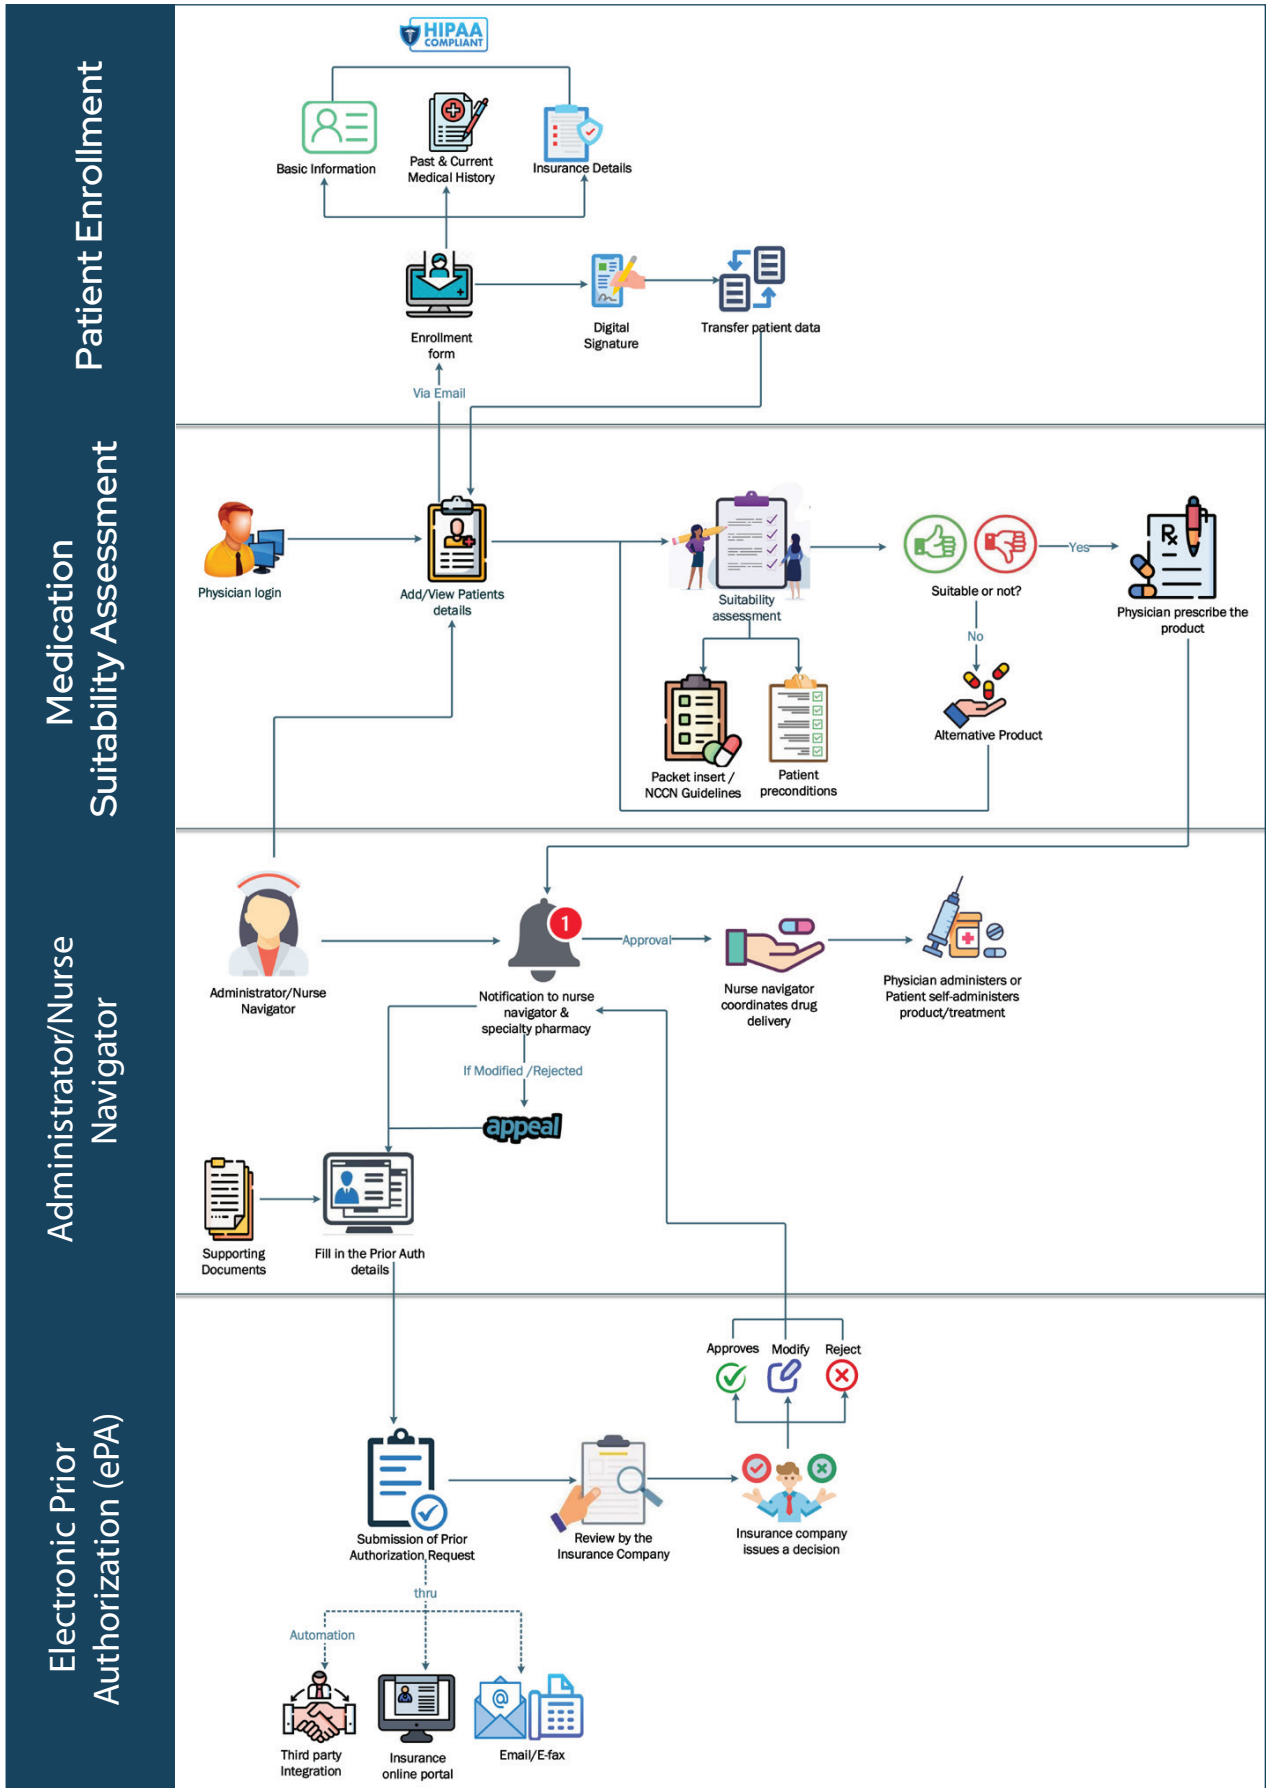 Patient Enrollment
HIPAA
COMPLIANT
Basic Information
Past & Current
Medical History
Insurance Details
Enrollment
form
Digital
Signature
Transfer patient data
Via Email
Medication
Suitability Assessment
Physician login
Add/View Patients
details
Suitability
assessment
Suitable or not?
Yes
Rx
Physician prescribe the
product
No
Alternative Product
Packet insert /
NCCN Guidelines
Patient
preconditions
Administrator/Nurse
Navigator
Administrator/Nurse
Navigator
1
Notification to nurse
navigator &
specialty pharmacy
Approval
Nurse navigator
coordinates drug
delivery
Physician administers or
Patient self-administers
product/treatment
If Modified /Rejected
appeal
Supporting
Documents
Fill in the Prior Auth
details
Electronic Prior
Authorization (ePA)
Approves
Modify
Reject
Submission of Prior
Authorization Request
Review by the
Insurance Company
Insurance company
issues a decision
thru
Automation
Third party
Integration
Insurance
online portal
@
Email/E-fax